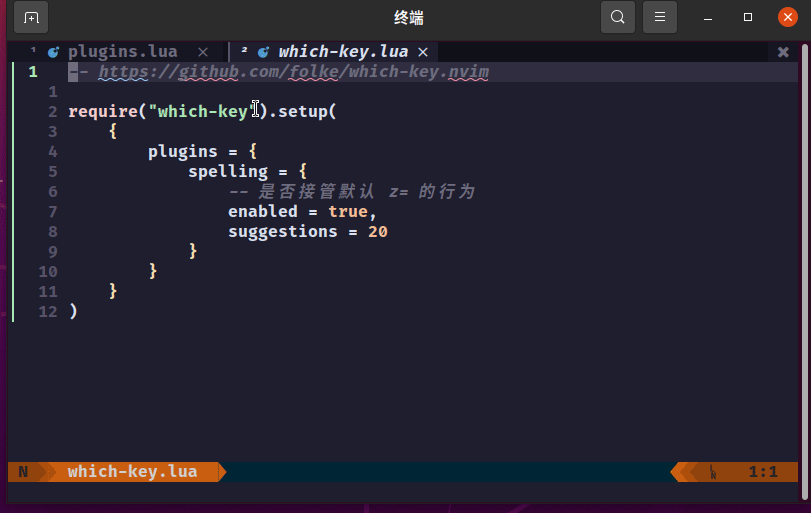 终端
¹ plugins.lua × ² which-key.lua ×
1 -- https://github.com/folke/which-key.nvim
1
2 require("which-key").setup(
3 {
4 plugins = {
5 spelling = {
6 -- 是否接管默认 z= 的行为
7 enabled = true,
8 suggestions = 20
9 }
10 }
11 }
12 )
N which-key.lua 1:1